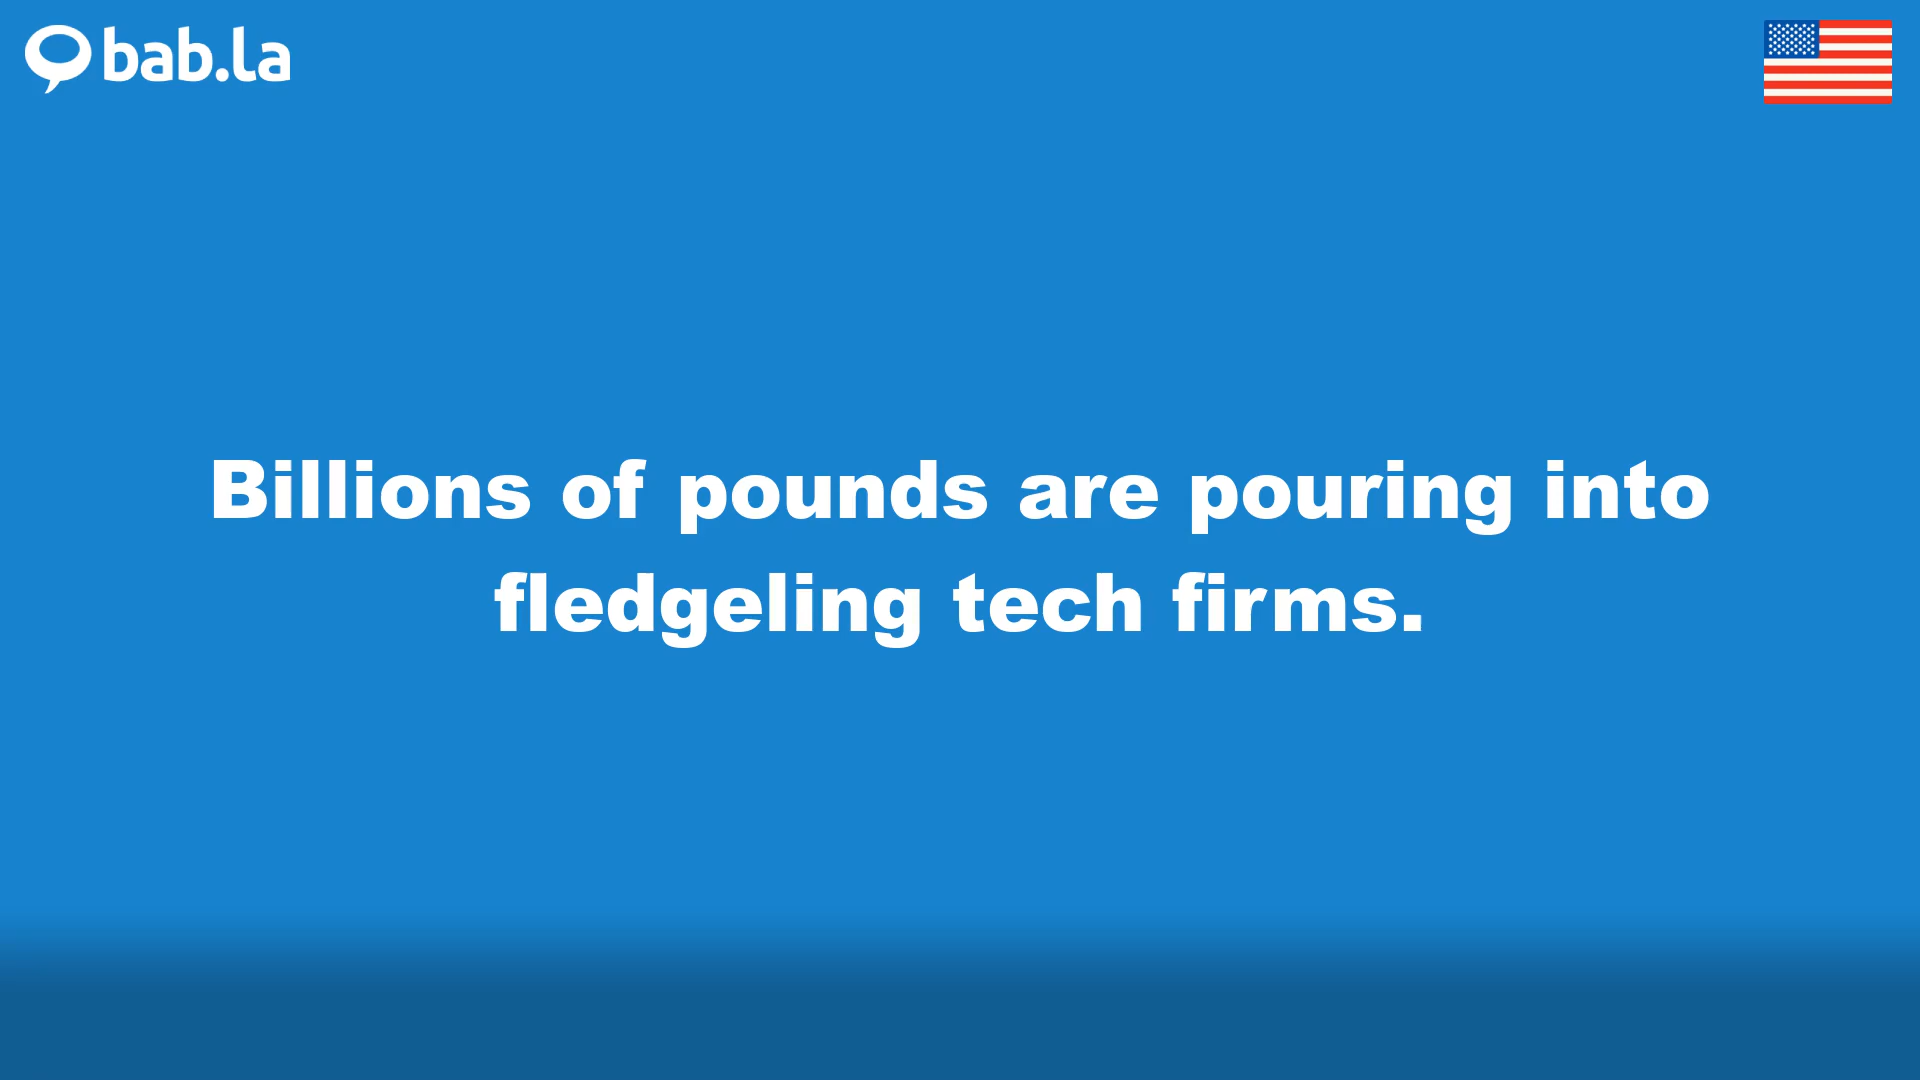 bab.la
Billions of pounds are pouring into
fledgeling tech firms.